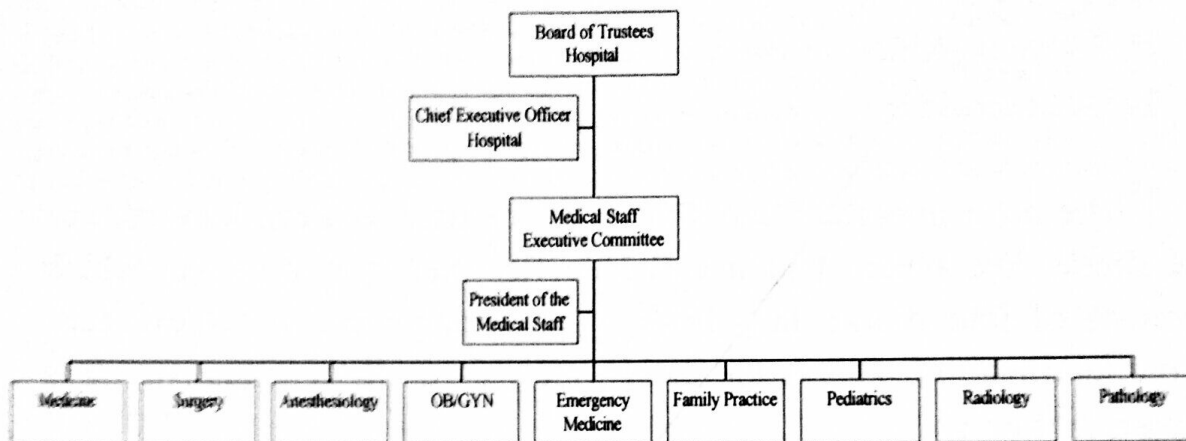 Board of Trustees
Hospital
Chief Executive Officer
Hospital
Medical Staff
Executive Committee
President of the
Medical Staff
Medicine
Surgery
Anesthesiology
OB/GYN
Emergency
Medicine
Family Practice
Pediatrics
Radiology
Pathology